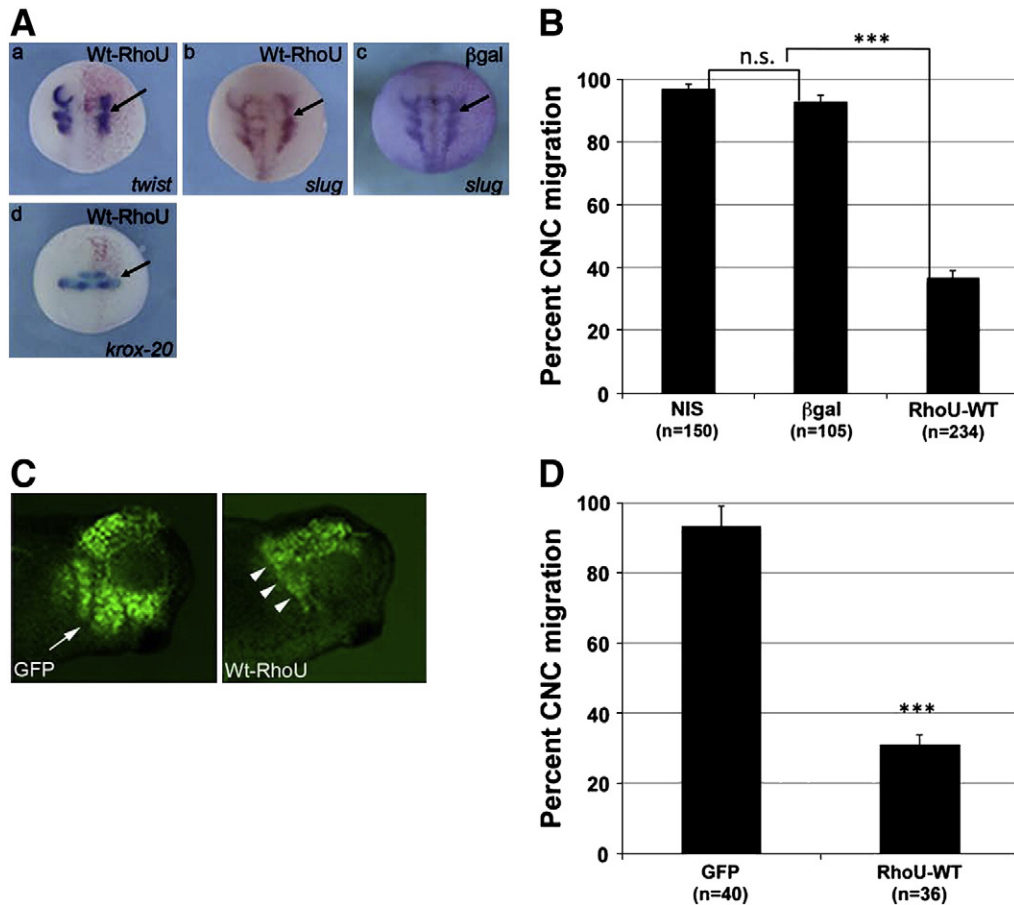 A
a
Wt-RhoU
twist
b
Wt-RhoU
slug
c
βgal
slug
d
Wt-RhoU
krox-20
B
Percent CNC migration
100
80
60
40
20
0
n.s.
***
NIS
(n=150)
βgal
(n=105)
RhoU-WT
(n=234)
C
GFP
Wt-RhoU
D
Percent CNC migration
100
80
60
40
20
0
***
GFP
(n=40)
RhoU-WT
(n=36)